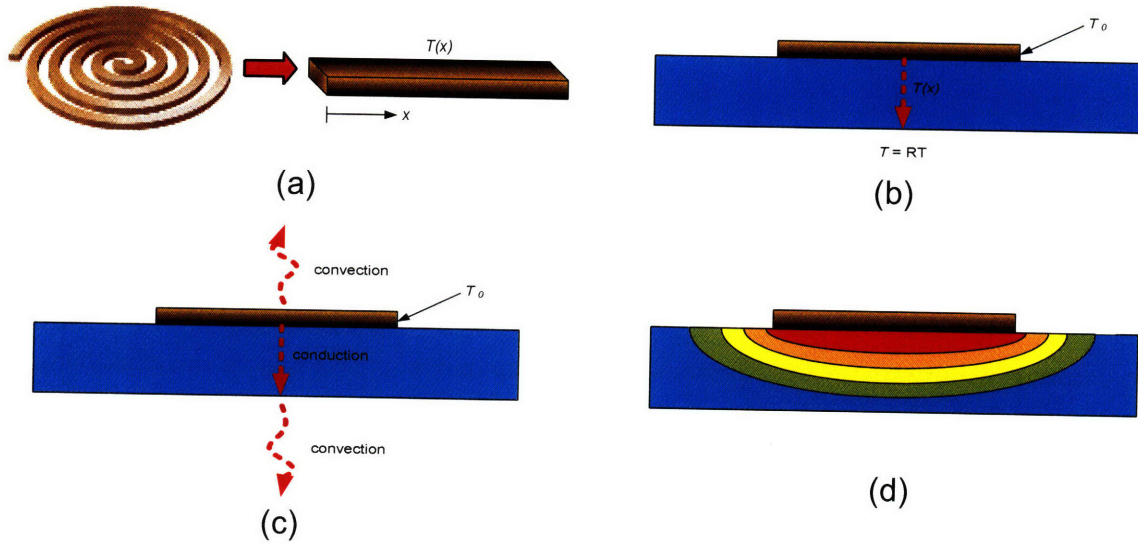 T(x)
x
(a)
T₀
T(x)
T = RT
(b)
convection
T₀
conduction
convection
(c)
(d)